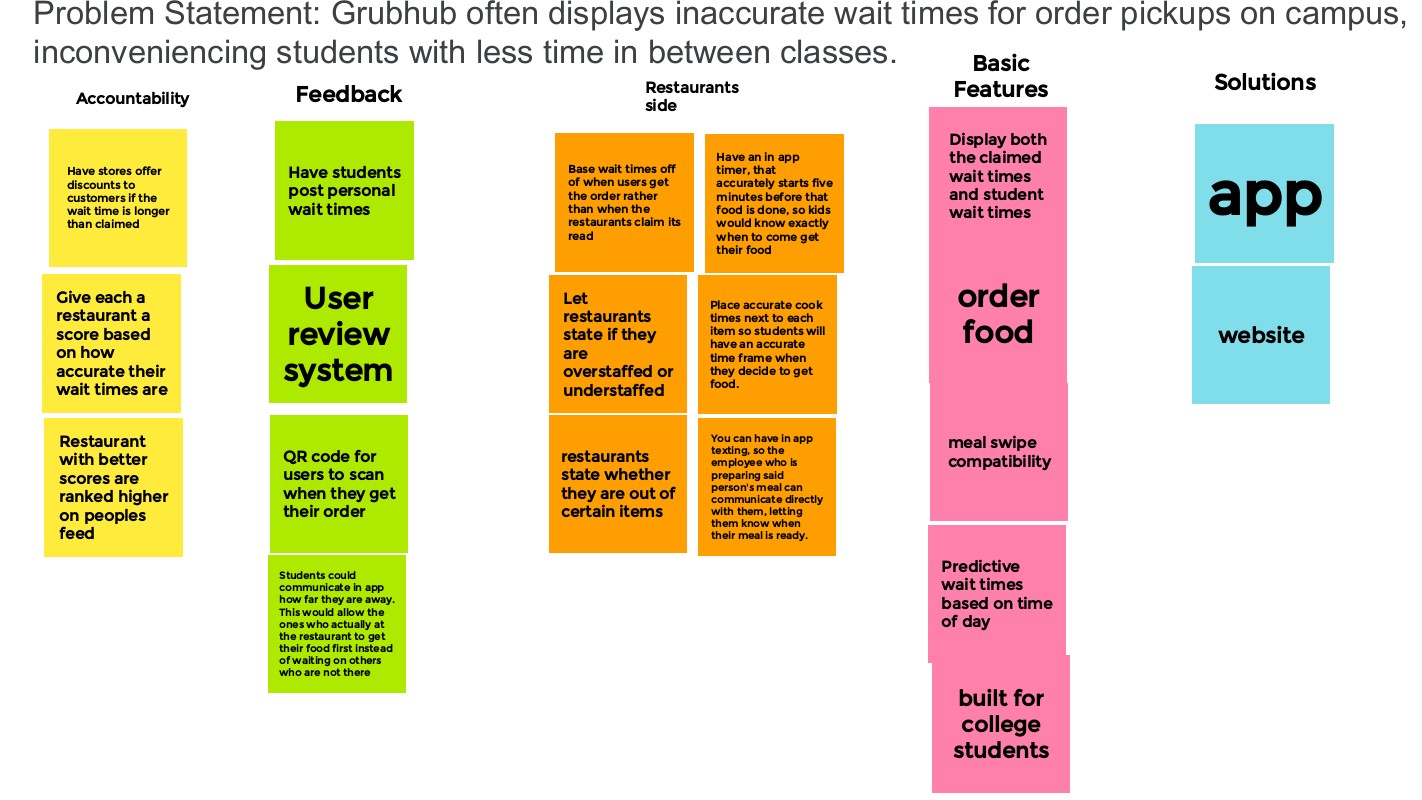 Problem Statement: Grubhub often displays inaccurate wait times for order pickups on campus,
inconveniencing students with less time in between classes.
Accountability
Have stores offer
discounts to
customers if the
wait time is longer
than claimed
Give each a
restaurant a
score based
on how
accurate their
wait times are
Restaurant
with better
scores are
ranked higher
on peoples
feed
Feedback
Have students
post personal
wait times
User
review
system
QR code for
users to scan
when they get
their order
Students could
communicate in app
how far they are away.
This would allow the
ones who actually at
the restaurant to get
their food first instead
of waiting on others
who are not there
Restaurants
side
Base wait times off
of when users get
the order rather
than when the
restaurants claim its
read
Have an in app
timer, that
accurately starts five
minutes before that
food is done, so kids
would know exactly
when to come get
their food
Let
restaurants
state if they
are
overstaffed or
understaffed
Place accurate cook
times next to each
item so students will
have an accurate
time frame when
they decide to get
food.
restaurants
state whether
they are out of
certain items
You can have in app
texting, so the
employee who is
preparing said
person's meal can
communicate directly
with them, letting
them know when
their meal is ready.
Basic
Features
Display both
the claimed
wait times
and student
wait times
order
food
meal swipe
compatibility
Predictive
wait times
based on time
of day
built for
college
students
Solutions
app
website